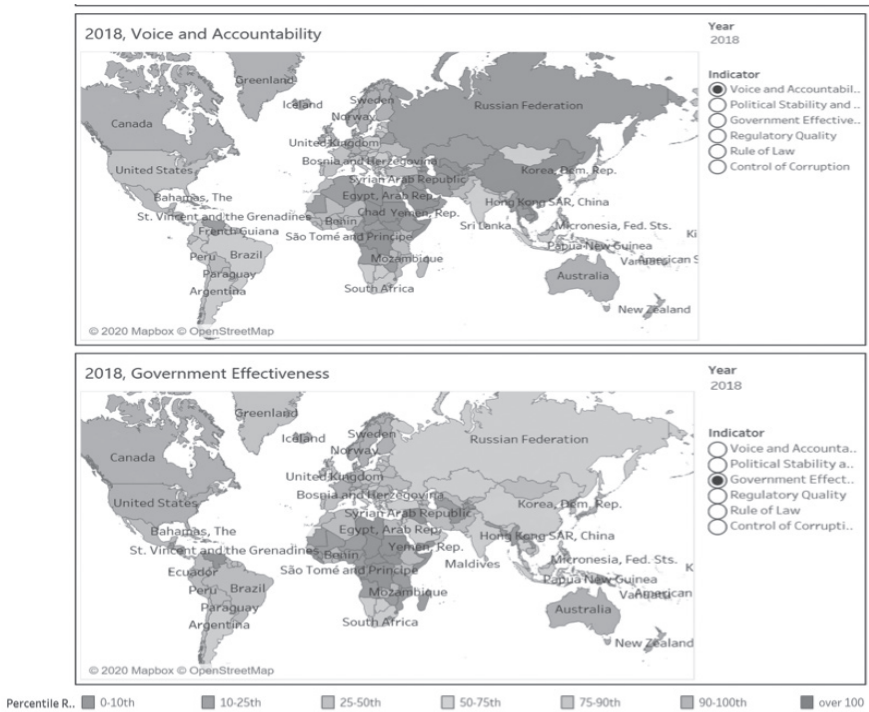 2018, Voice and Accountability
Year
2018
Indicator
Voice and Accountabil..
Political Stability and ..
Government Effective..
Regulatory Quality
Rule of Law
Control of Corruption
Greenland
Iceland
Sweden
Norway
Russian Federation
Canada
United Kingdom
United States
Bosnia and Herzegovina
Korea, Dem. Rep.
Syrian Arab Republic
Bahamas, The
Egypt, Arab Rep.
Hong Kong SAR, China
St. Vincent and the Grenadines
Chad
Yemen, Rep.
Benin
Sri Lanka
Micronesia, Fed. Sts.
French Guiana
São Tomé and Principe
Ki
Papua New Guinea
Peru
Brazil
Mozambique
Vanuatu
American S
Paraguay
Australia
Argentina
South Africa
New Zealand
© 2020 Mapbox © OpenStreetMap
2018, Government Effectiveness
Year
2018
Indicator
Voice and Accounta..
Political Stability a..
Government Effect..
Regulatory Quality
Rule of Law
Control of Corrupti..
Greenland
Iceland
Sweden
Norway
Russian Federation
Canada
United Kingdom
United States
Bosnia and Herzegovina
Korea, Dem. Rep.
Syrian Arab Republic
Bahamas, The
Egypt, Arab Rep.
Hong Kong SAR, China
St. Vincent and the Grenadines
Benin
Yemen, Rep.
Maldives
Micronesia, Fed. Sts.
Ecuador
São Tomé and Principe
K
Papua New Guinea
Peru
Brazil
Mozambique
Vanuatu
American
Paraguay
Australia
Argentina
South Africa
New Zealand
© 2020 Mapbox © OpenStreetMap
Percentile R..
0-10th
10-25th
25-50th
50-75th
75-90th
90-100th
over 100